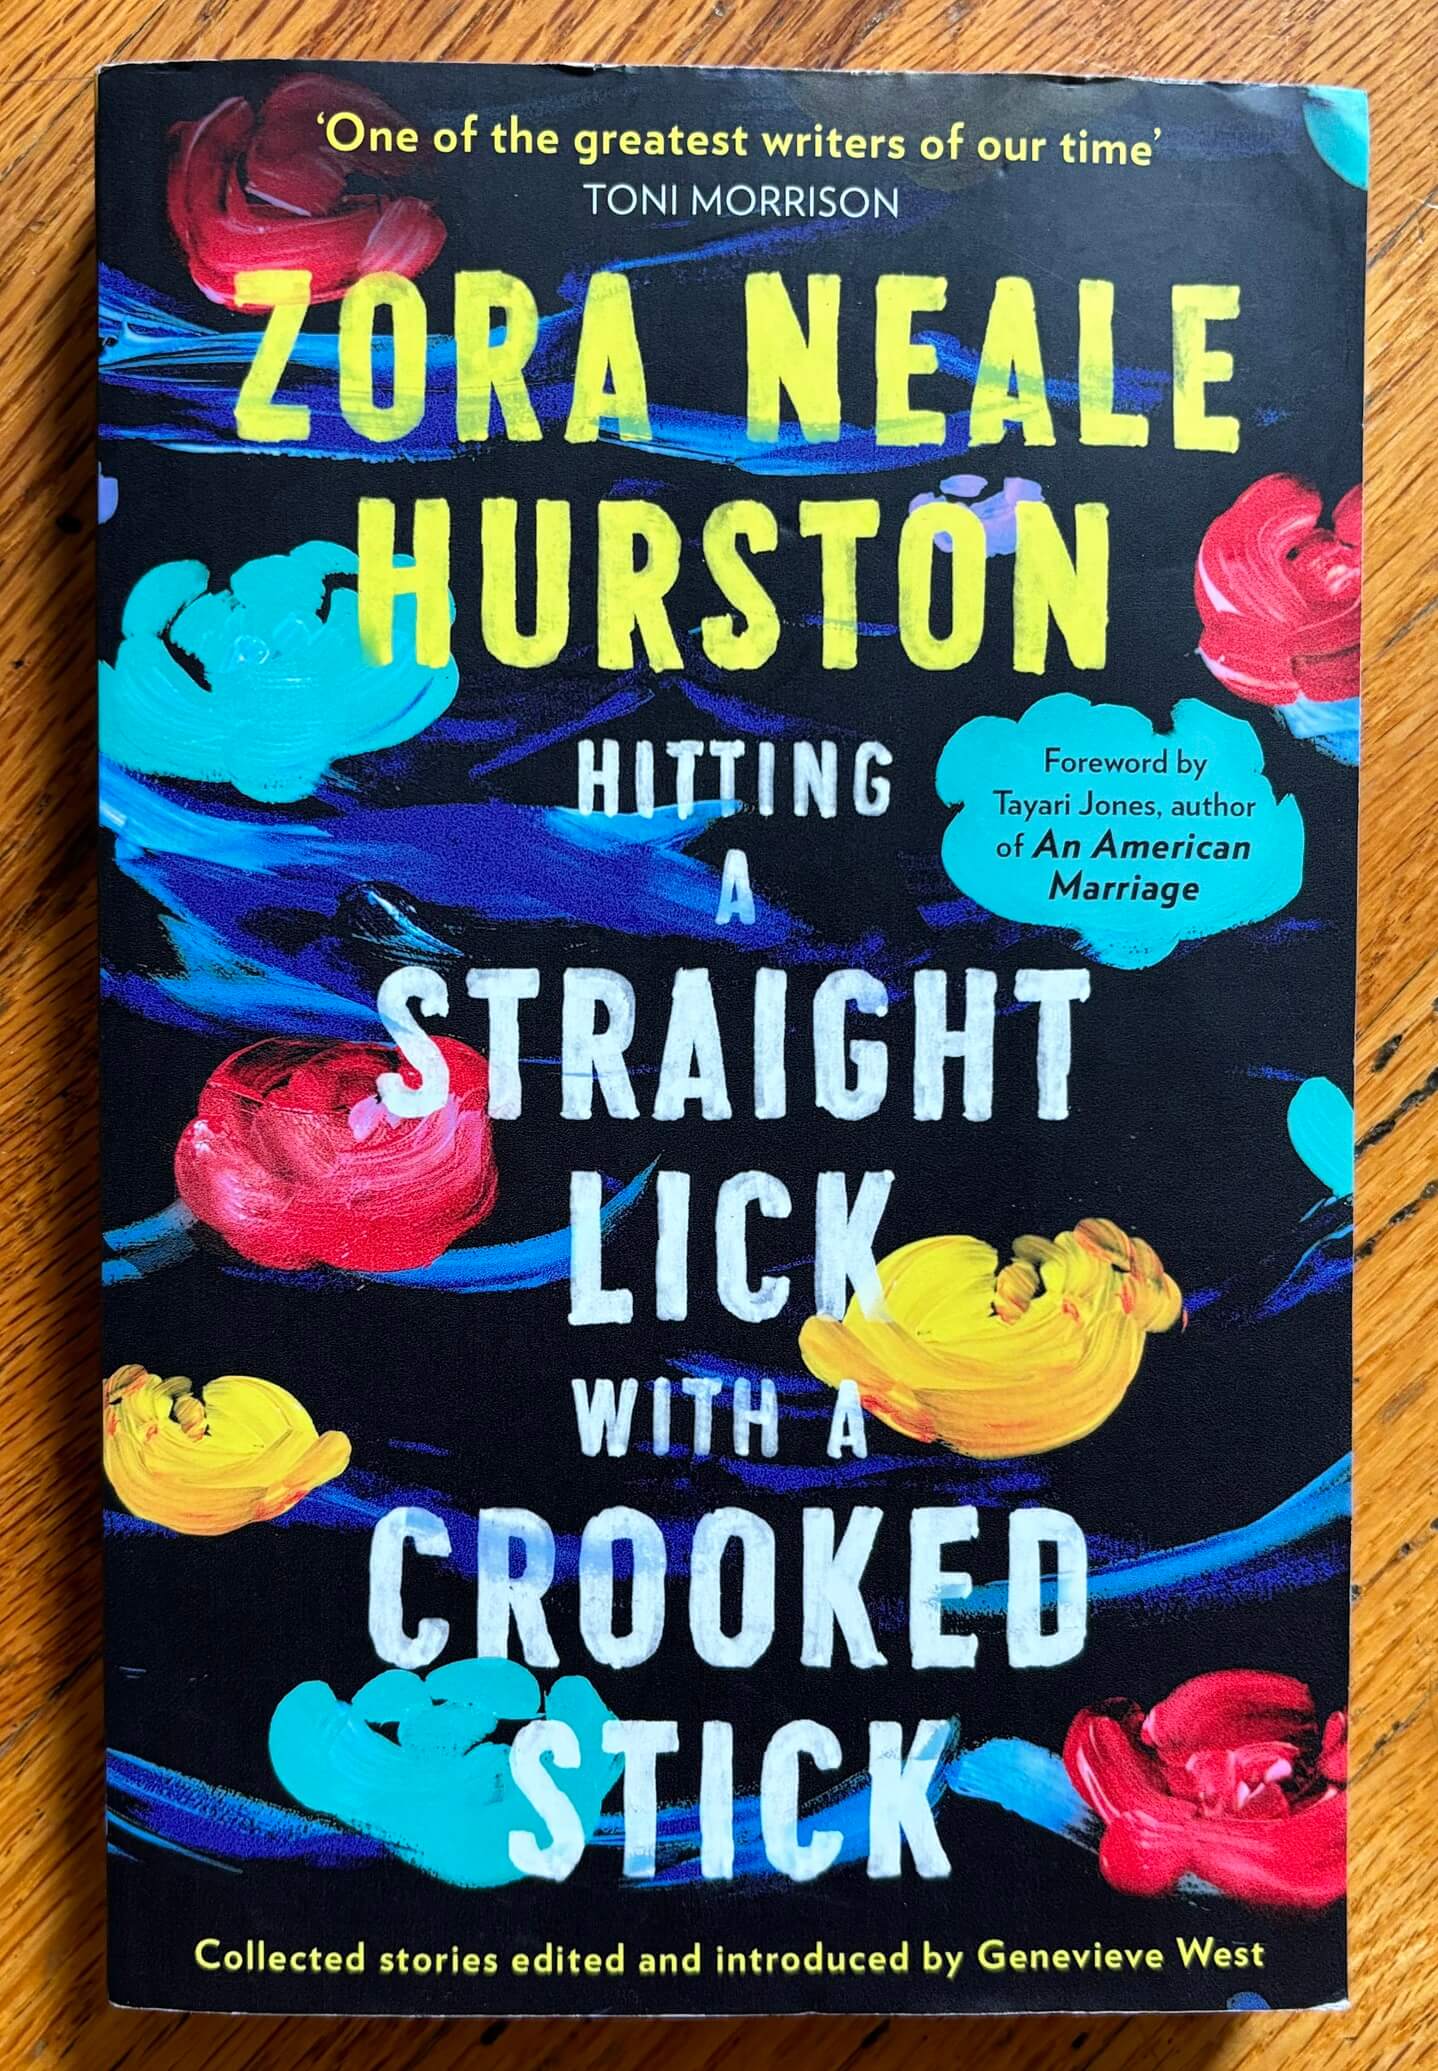 ‘One of the greatest writers of our time’
TONI MORRISON
ZORA NEALE
HURSTON
HITTING
A
STRAIGHT
LICK
WITH A
CROOKED
STICK
Foreword by
Tayari Jones, author
of An American
Marriage
Collected stories edited and introduced by Genevieve West